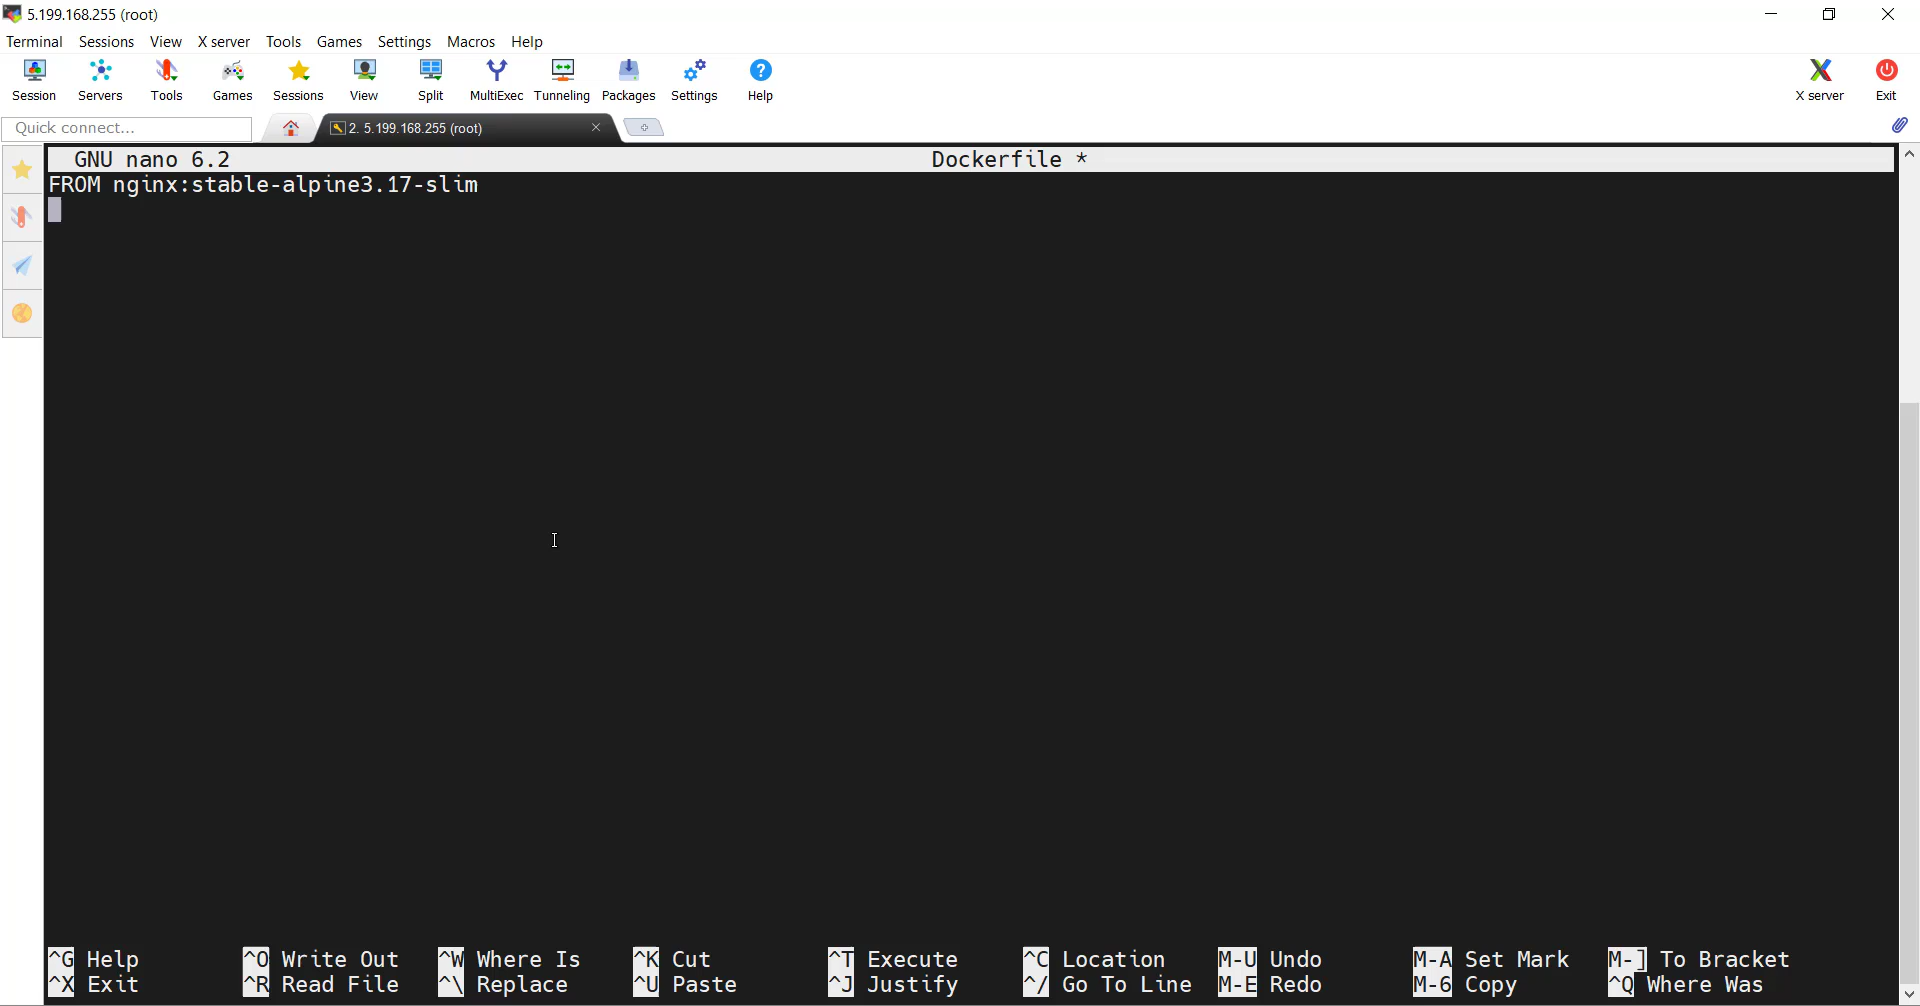 5.199.168.255 (root)
Terminal Sessions View X server Tools Games Settings Macros Help
Session Servers Tools Games Sessions View Split MultiExec Tunneling Packages Settings Help X server Exit
Quick connect... 2. 5.199.168.255 (root)
GNU nano 6.2 Dockerfile *
FROM nginx:stable-alpine3.17-slim
^G Help ^O Write Out ^W Where Is ^K Cut ^T Execute ^C Location M-U Undo M-A Set Mark M-] To Bracket
^X Exit ^R Read File ^\ Replace ^U Paste ^J Justify ^/ Go To Line M-E Redo M-6 Copy ^Q Where Was